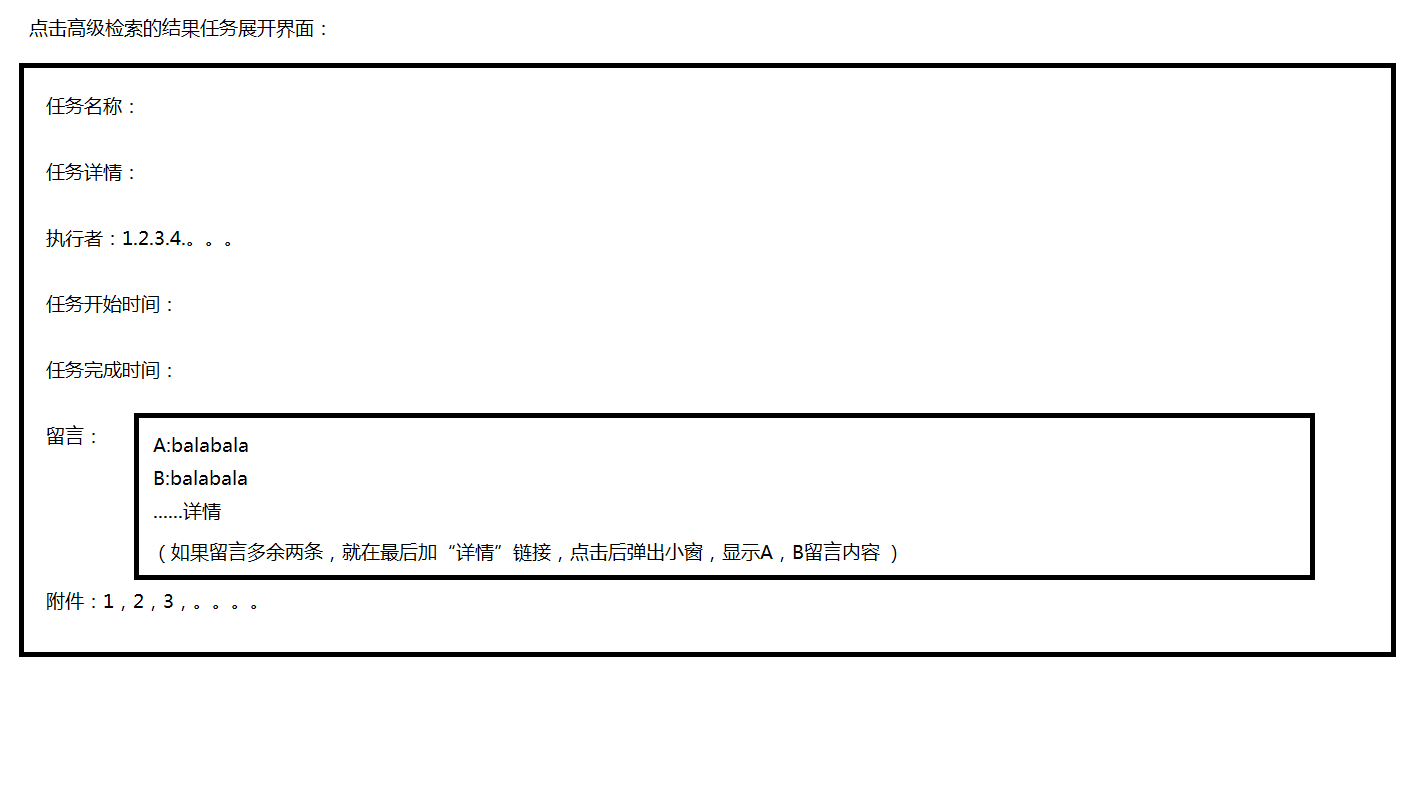 点击高级检索的结果任务展开界面：
任务名称：
任务详情：
执行者：1.2.3.4.。。。
任务开始时间：
任务完成时间：
留言：
A:balabala
B:balabala
......详情
（如果留言多余两条，就在最后加“详情”链接，点击后弹出小窗，显示A，B留言内容 ）
附件：1，2，3，。。。。